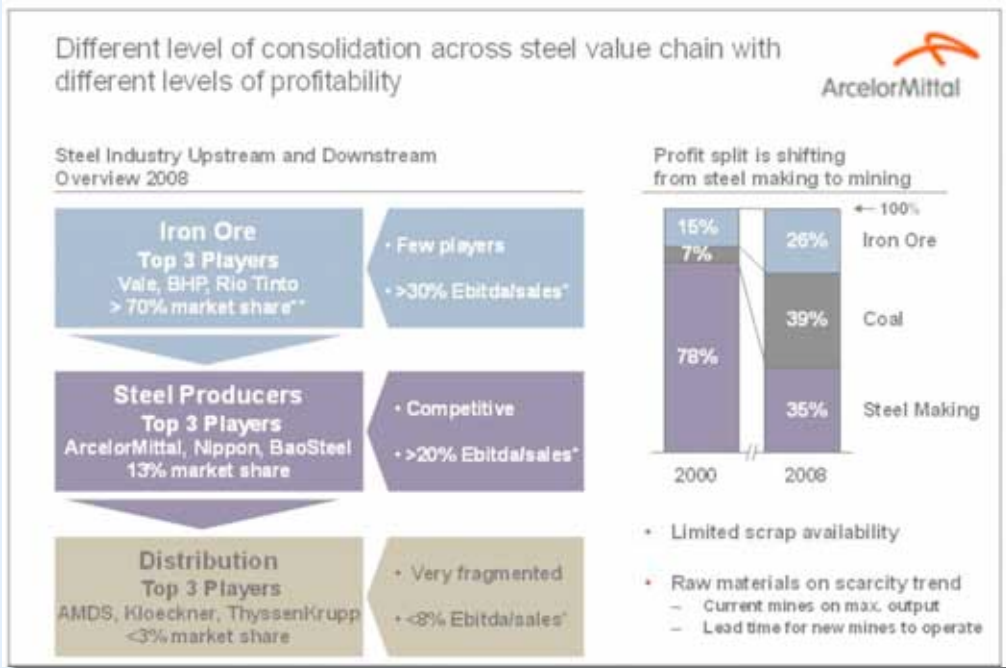 Different level of consolidation across steel value chain with
different levels of profitability
ArcelorMittal
Steel Industry Upstream and Downstream
Overview 2008
Iron Ore
Top 3 Players
Vale, BHP, Rio Tinto
> 70% market share**
• Few players
• >30% Ebitda/sales*
Steel Producers
Top 3 Players
ArcelorMittal, Nippon, BaoSteel
13% market share
• Competitive
• >20% Ebitda/sales*
Distribution
Top 3 Players
AMDS, Kloeckner, ThyssenKrupp
<3% market share
• Very fragmented
• <8% Ebitda/sales*
Profit split is shifting
from steel making to mining
100%
15%
26%
Iron Ore
7%
39%
Coal
78%
35%
Steel Making
2000
2008
• Limited scrap availability
• Raw materials on scarcity trend
– Current mines on max. output
– Lead time for new mines to operate